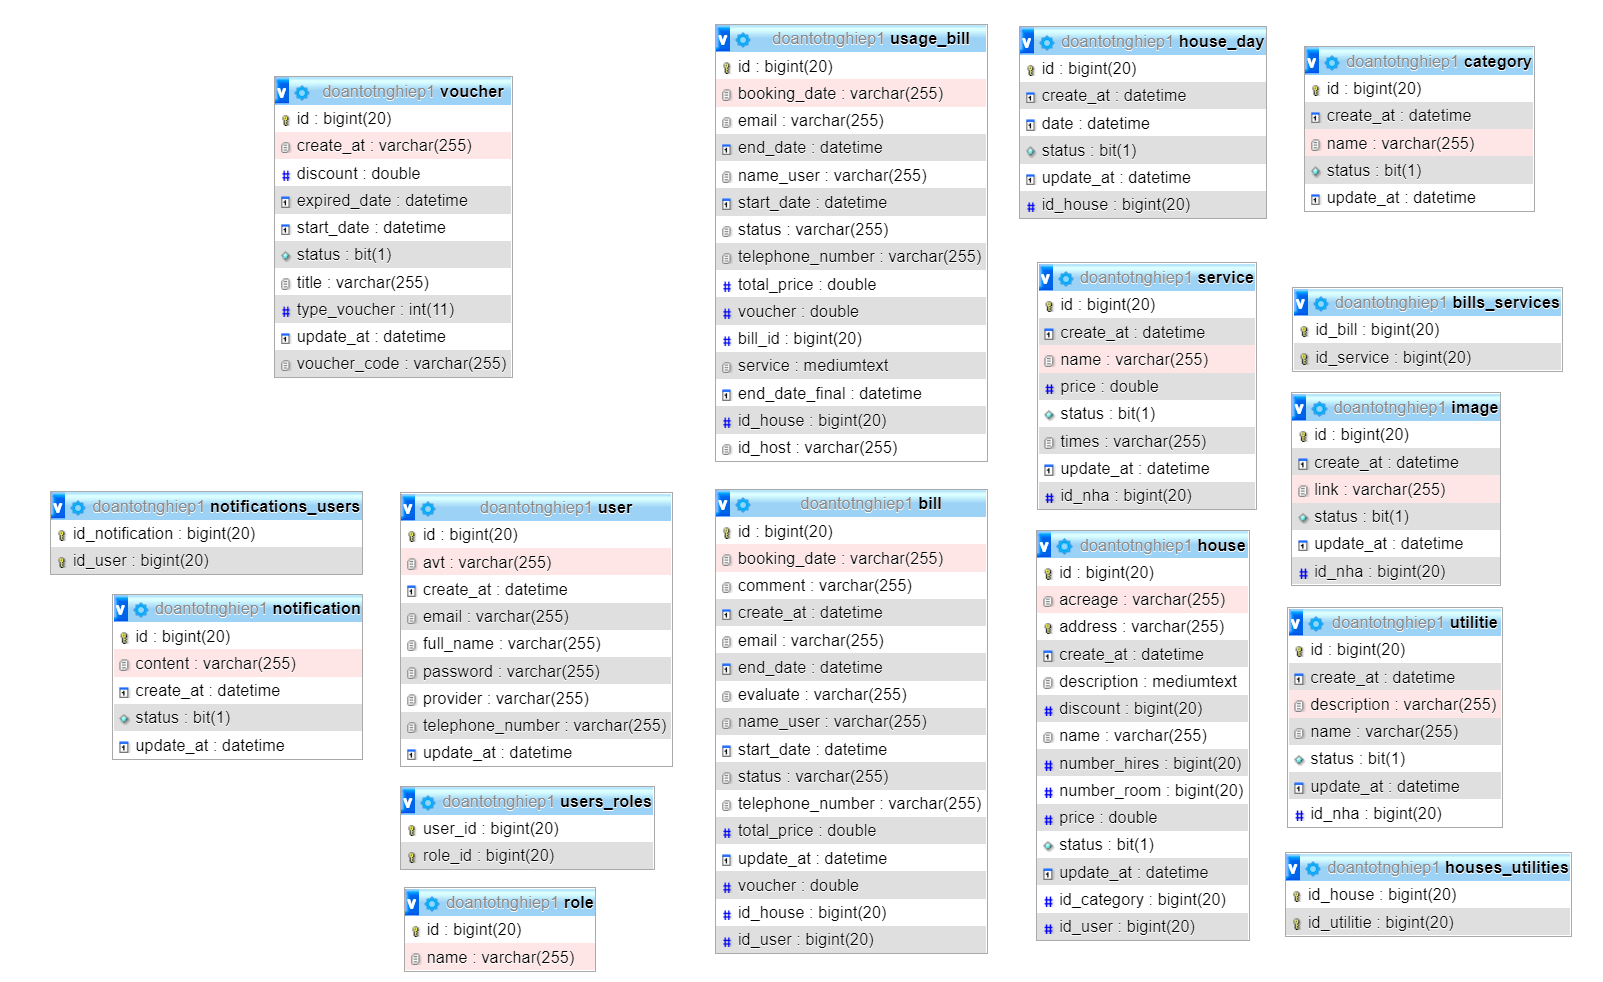 doantotnghiep1 voucher
id : bigint(20)
create_at : varchar(255)
discount : double
expired_date : datetime
start_date : datetime
status : bit(1)
title : varchar(255)
type_voucher : int(11)
update_at : datetime
voucher_code : varchar(255)
doantotnghiep1 usage_bill
id : bigint(20)
booking_date : varchar(255)
email : varchar(255)
end_date : datetime
name_user : varchar(255)
start_date : datetime
status : varchar(255)
telephone_number : varchar(255)
total_price : double
voucher : double
bill_id : bigint(20)
service : mediumtext
end_date_final : datetime
id_house : bigint(20)
id_host : varchar(255)
doantotnghiep1 house_day
id : bigint(20)
create_at : datetime
date : datetime
status : bit(1)
update_at : datetime
id_house : bigint(20)
doantotnghiep1 category
id : bigint(20)
create_at : datetime
name : varchar(255)
status : bit(1)
update_at : datetime
doantotnghiep1 service
id : bigint(20)
create_at : datetime
name : varchar(255)
price : double
status : bit(1)
times : varchar(255)
update_at : datetime
id_nha : bigint(20)
doantotnghiep1 bills_services
id_bill : bigint(20)
id_service : bigint(20)
doantotnghiep1 image
id : bigint(20)
create_at : datetime
link : varchar(255)
status : bit(1)
update_at : datetime
id_nha : bigint(20)
doantotnghiep1 notifications_users
id_notification : bigint(20)
id_user : bigint(20)
doantotnghiep1 notification
id : bigint(20)
content : varchar(255)
create_at : datetime
status : bit(1)
update_at : datetime
doantotnghiep1 user
id : bigint(20)
avt : varchar(255)
create_at : datetime
email : varchar(255)
full_name : varchar(255)
password : varchar(255)
provider : varchar(255)
telephone_number : varchar(255)
update_at : datetime
doantotnghiep1 users_roles
user_id : bigint(20)
role_id : bigint(20)
doantotnghiep1 role
id : bigint(20)
name : varchar(255)
doantotnghiep1 bill
id : bigint(20)
booking_date : varchar(255)
comment : varchar(255)
create_at : datetime
email : varchar(255)
end_date : datetime
evaluate : varchar(255)
name_user : varchar(255)
start_date : datetime
status : varchar(255)
telephone_number : varchar(255)
total_price : double
update_at : datetime
voucher : double
id_house : bigint(20)
id_user : bigint(20)
doantotnghiep1 house
id : bigint(20)
acreage : varchar(255)
address : varchar(255)
create_at : datetime
description : mediumtext
discount : bigint(20)
name : varchar(255)
number_hires : bigint(20)
number_room : bigint(20)
price : double
status : bit(1)
update_at : datetime
id_category : bigint(20)
id_user : bigint(20)
doantotnghiep1 utilitie
id : bigint(20)
create_at : datetime
description : varchar(255)
name : varchar(255)
status : bit(1)
update_at : datetime
id_nha : bigint(20)
doantotnghiep1 houses_utilities
id_house : bigint(20)
id_utilitie : bigint(20)